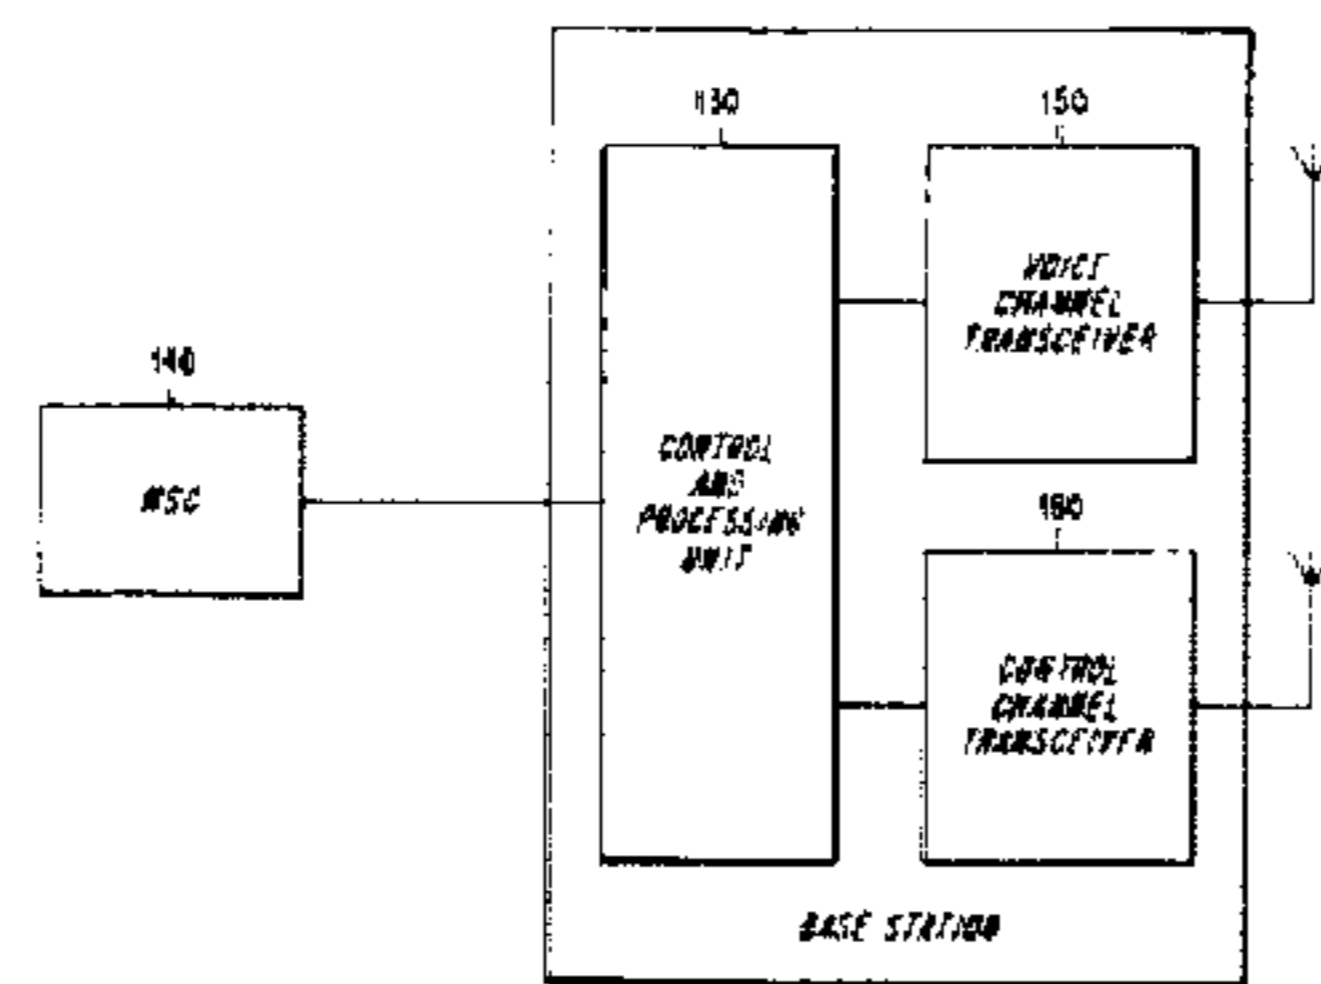 130
150
VOICE
CHANNEL
TRANSCEIVER
140
MSC
CONTROL
AND
PROCESSING
UNIT
160
CONTROL
CHANNEL
TRANSCEIVER
BASE STATION